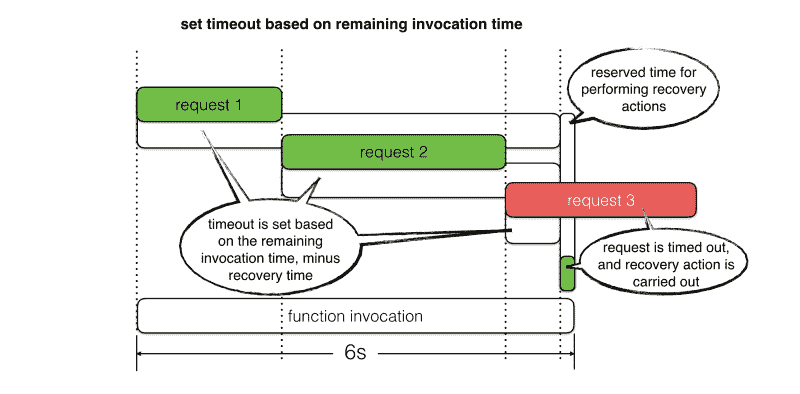 set timeout based on remaining invocation time
reserved time for
performing recovery
actions
request 1
request 2
request 3
timeout is set based
on the remaining
invocation time, minus
recovery time
request is timed out,
and recovery action is
carried out
function invocation
6s